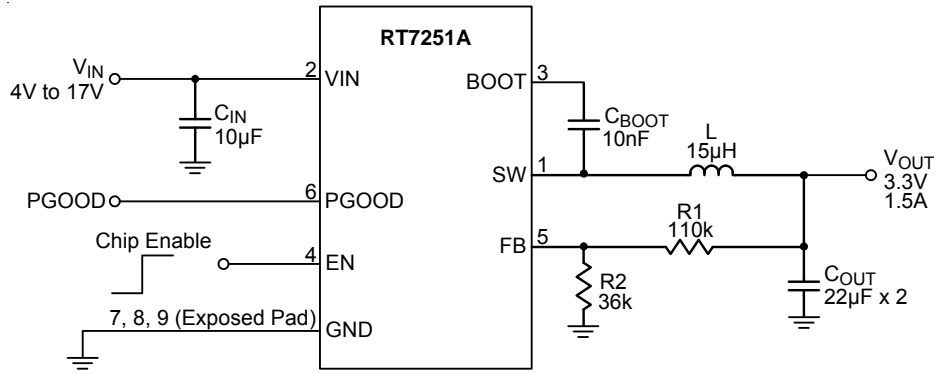 RT7251A
V_IN
4V to 17V
2
VIN
C_IN
10µF
BOOT
3
C_BOOT
10nF
L
15µH
SW
1
V_OUT
3.3V
1.5A
PGOOD
6
PGOOD
Chip Enable
4
EN
FB
5
R1
110k
R2
36k
C_OUT
22µF x 2
7, 8, 9 (Exposed Pad)
GND